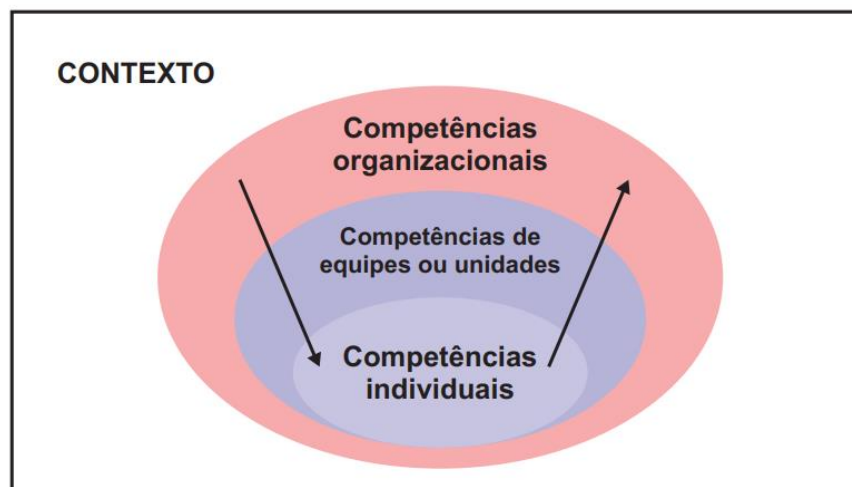 CONTEXTO
Competências
organizacionais
Competências de
equipes ou unidades
Competências
individuais